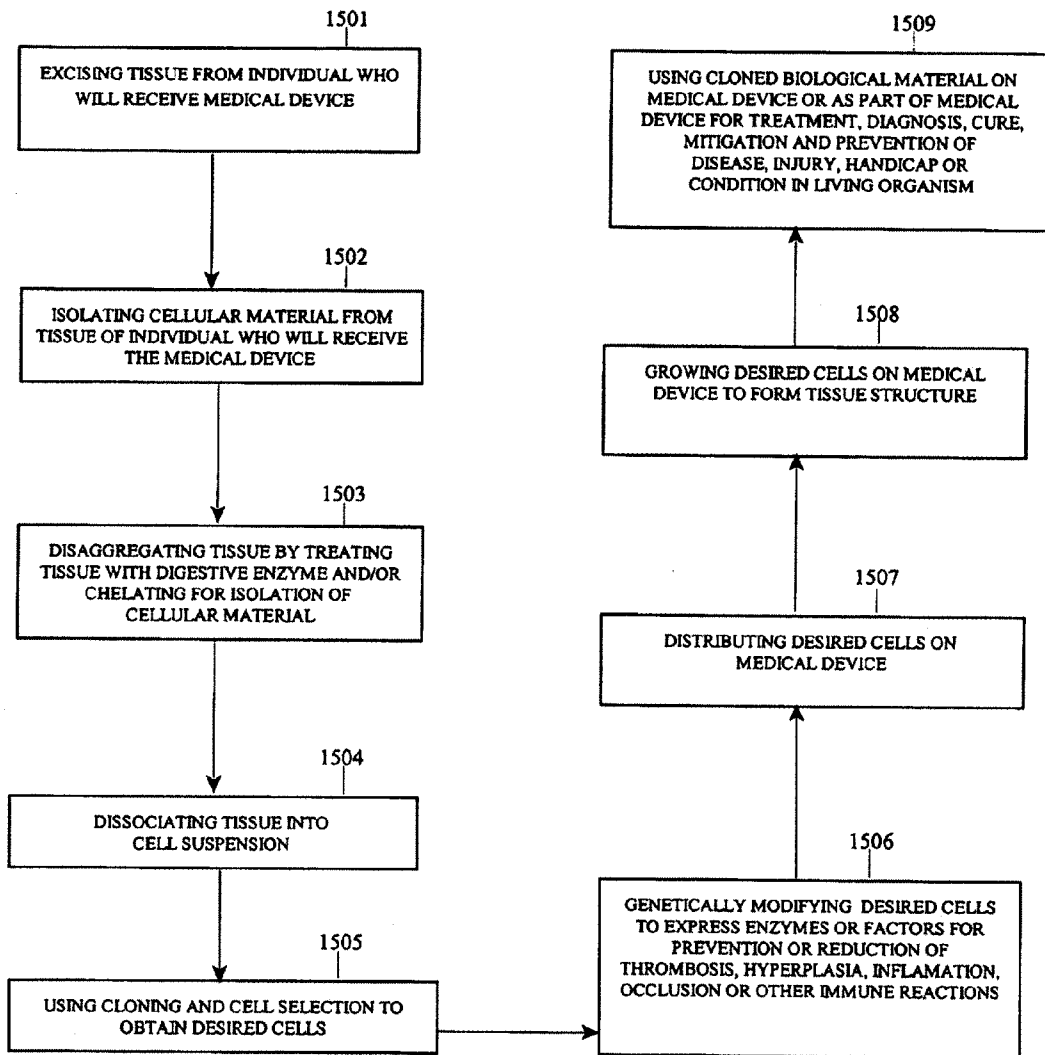 1501
EXCISING TISSUE FROM INDIVIDUAL WHO
WILL RECEIVE MEDICAL DEVICE
1502
ISOLATING CELLULAR MATERIAL FROM
TISSUE OF INDIVIDUAL WHO WILL RECEIVE
THE MEDICAL DEVICE
1503
DISAGGREGATING TISSUE BY TREATING
TISSUE WITH DIGESTIVE ENZYME AND/OR
CHELATING FOR ISOLATION OF
CELLULAR MATERIAL
1504
DISSOCIATING TISSUE INTO
CELL SUSPENSION
1505
USING CLONING AND CELL SELECTION TO
OBTAIN DESIRED CELLS
1506
GENETICALLY MODIFYING DESIRED CELLS
TO EXPRESS ENZYMES OR FACTORS FOR
PREVENTION OR REDUCTION OF
THROMBOSIS, HYPERPLASIA, INFLAMATION,
OCCLUSION OR OTHER IMMUNE REACTIONS
1507
DISTRIBUTING DESIRED CELLS ON
MEDICAL DEVICE
1508
GROWING DESIRED CELLS ON MEDICAL
DEVICE TO FORM TISSUE STRUCTURE
1509
USING CLONED BIOLOGICAL MATERIAL ON
MEDICAL DEVICE OR AS PART OF MEDICAL
DEVICE FOR TREATMENT, DIAGNOSIS, CURE,
MITIGATION AND PREVENTION OF
DISEASE, INJURY, HANDICAP OR
CONDITION IN LIVING ORGANISM